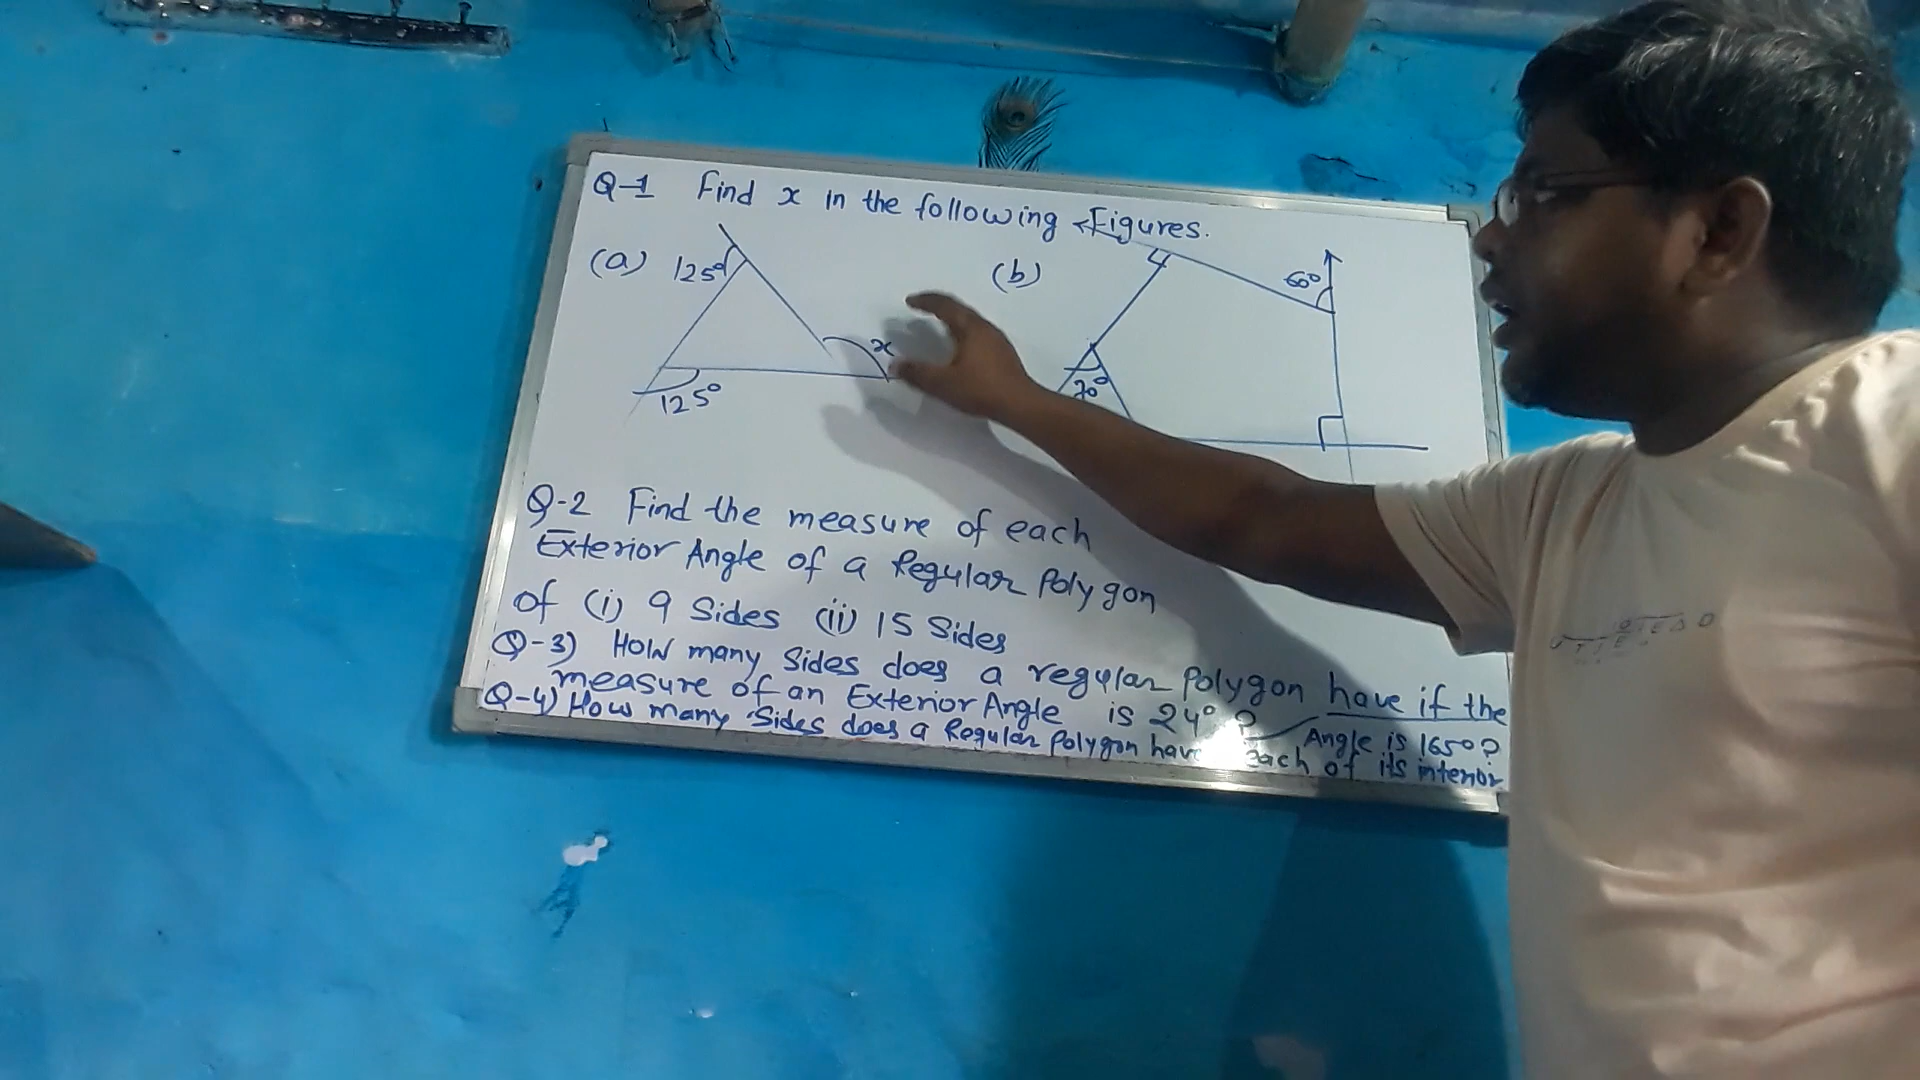 Q-1 Find x in the following Figures.
(a) 125° x 125°
(b) 60° 70°
Q-2 Find the measure of each
Exterior Angle of a Regular Polygon
of (i) 9 Sides (ii) 15 Sides
Q-3) How many Sides does a regular Polygon have if the
measure of an Exterior Angle is 24°?
Q-4) How many Sides does a Regular Polygon have each of its interior
Angle is 165°?